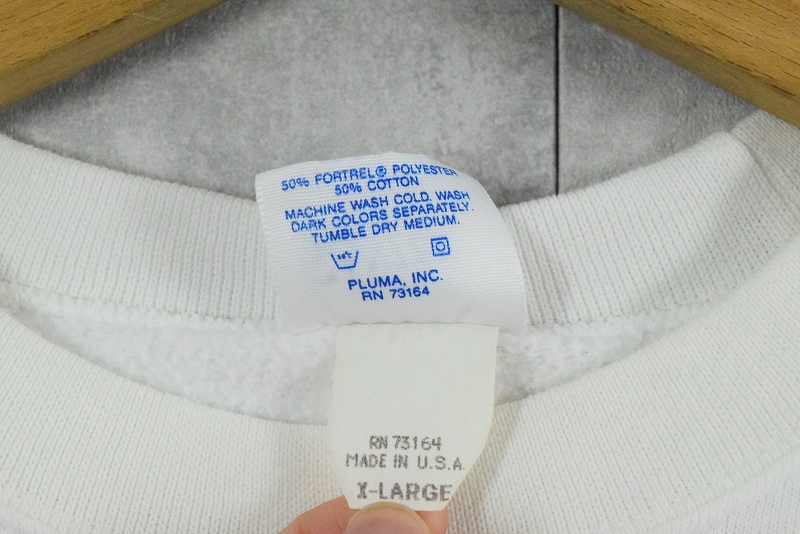 50% FORTREL® POLYESTER
50% COTTON
MACHINE WASH COLD. WASH
DARK COLORS SEPARATELY.
TUMBLE DRY MEDIUM.
PLUMA, INC.
RN 73164
RN 73164
MADE IN U.S.A.
X-LARGE